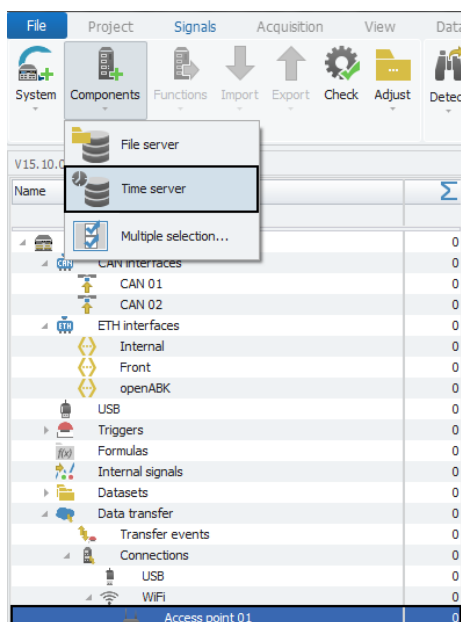 File Project Signals Acquisition View Data
System Components Functions Import Export Check Adjust Detec
File server
V15.10.0
Time server
Name Σ
Multiple selection...
0
CAN interfaces 0
CAN 01 0
CAN 02 0
ETH interfaces 0
Internal 0
Front 0
openABK 0
USB 0
Triggers 0
f(x) Formulas 0
Internal signals 0
Datasets 0
Data transfer 0
Transfer events 0
Connections 0
USB 0
WiFi 0
Access point 01 0